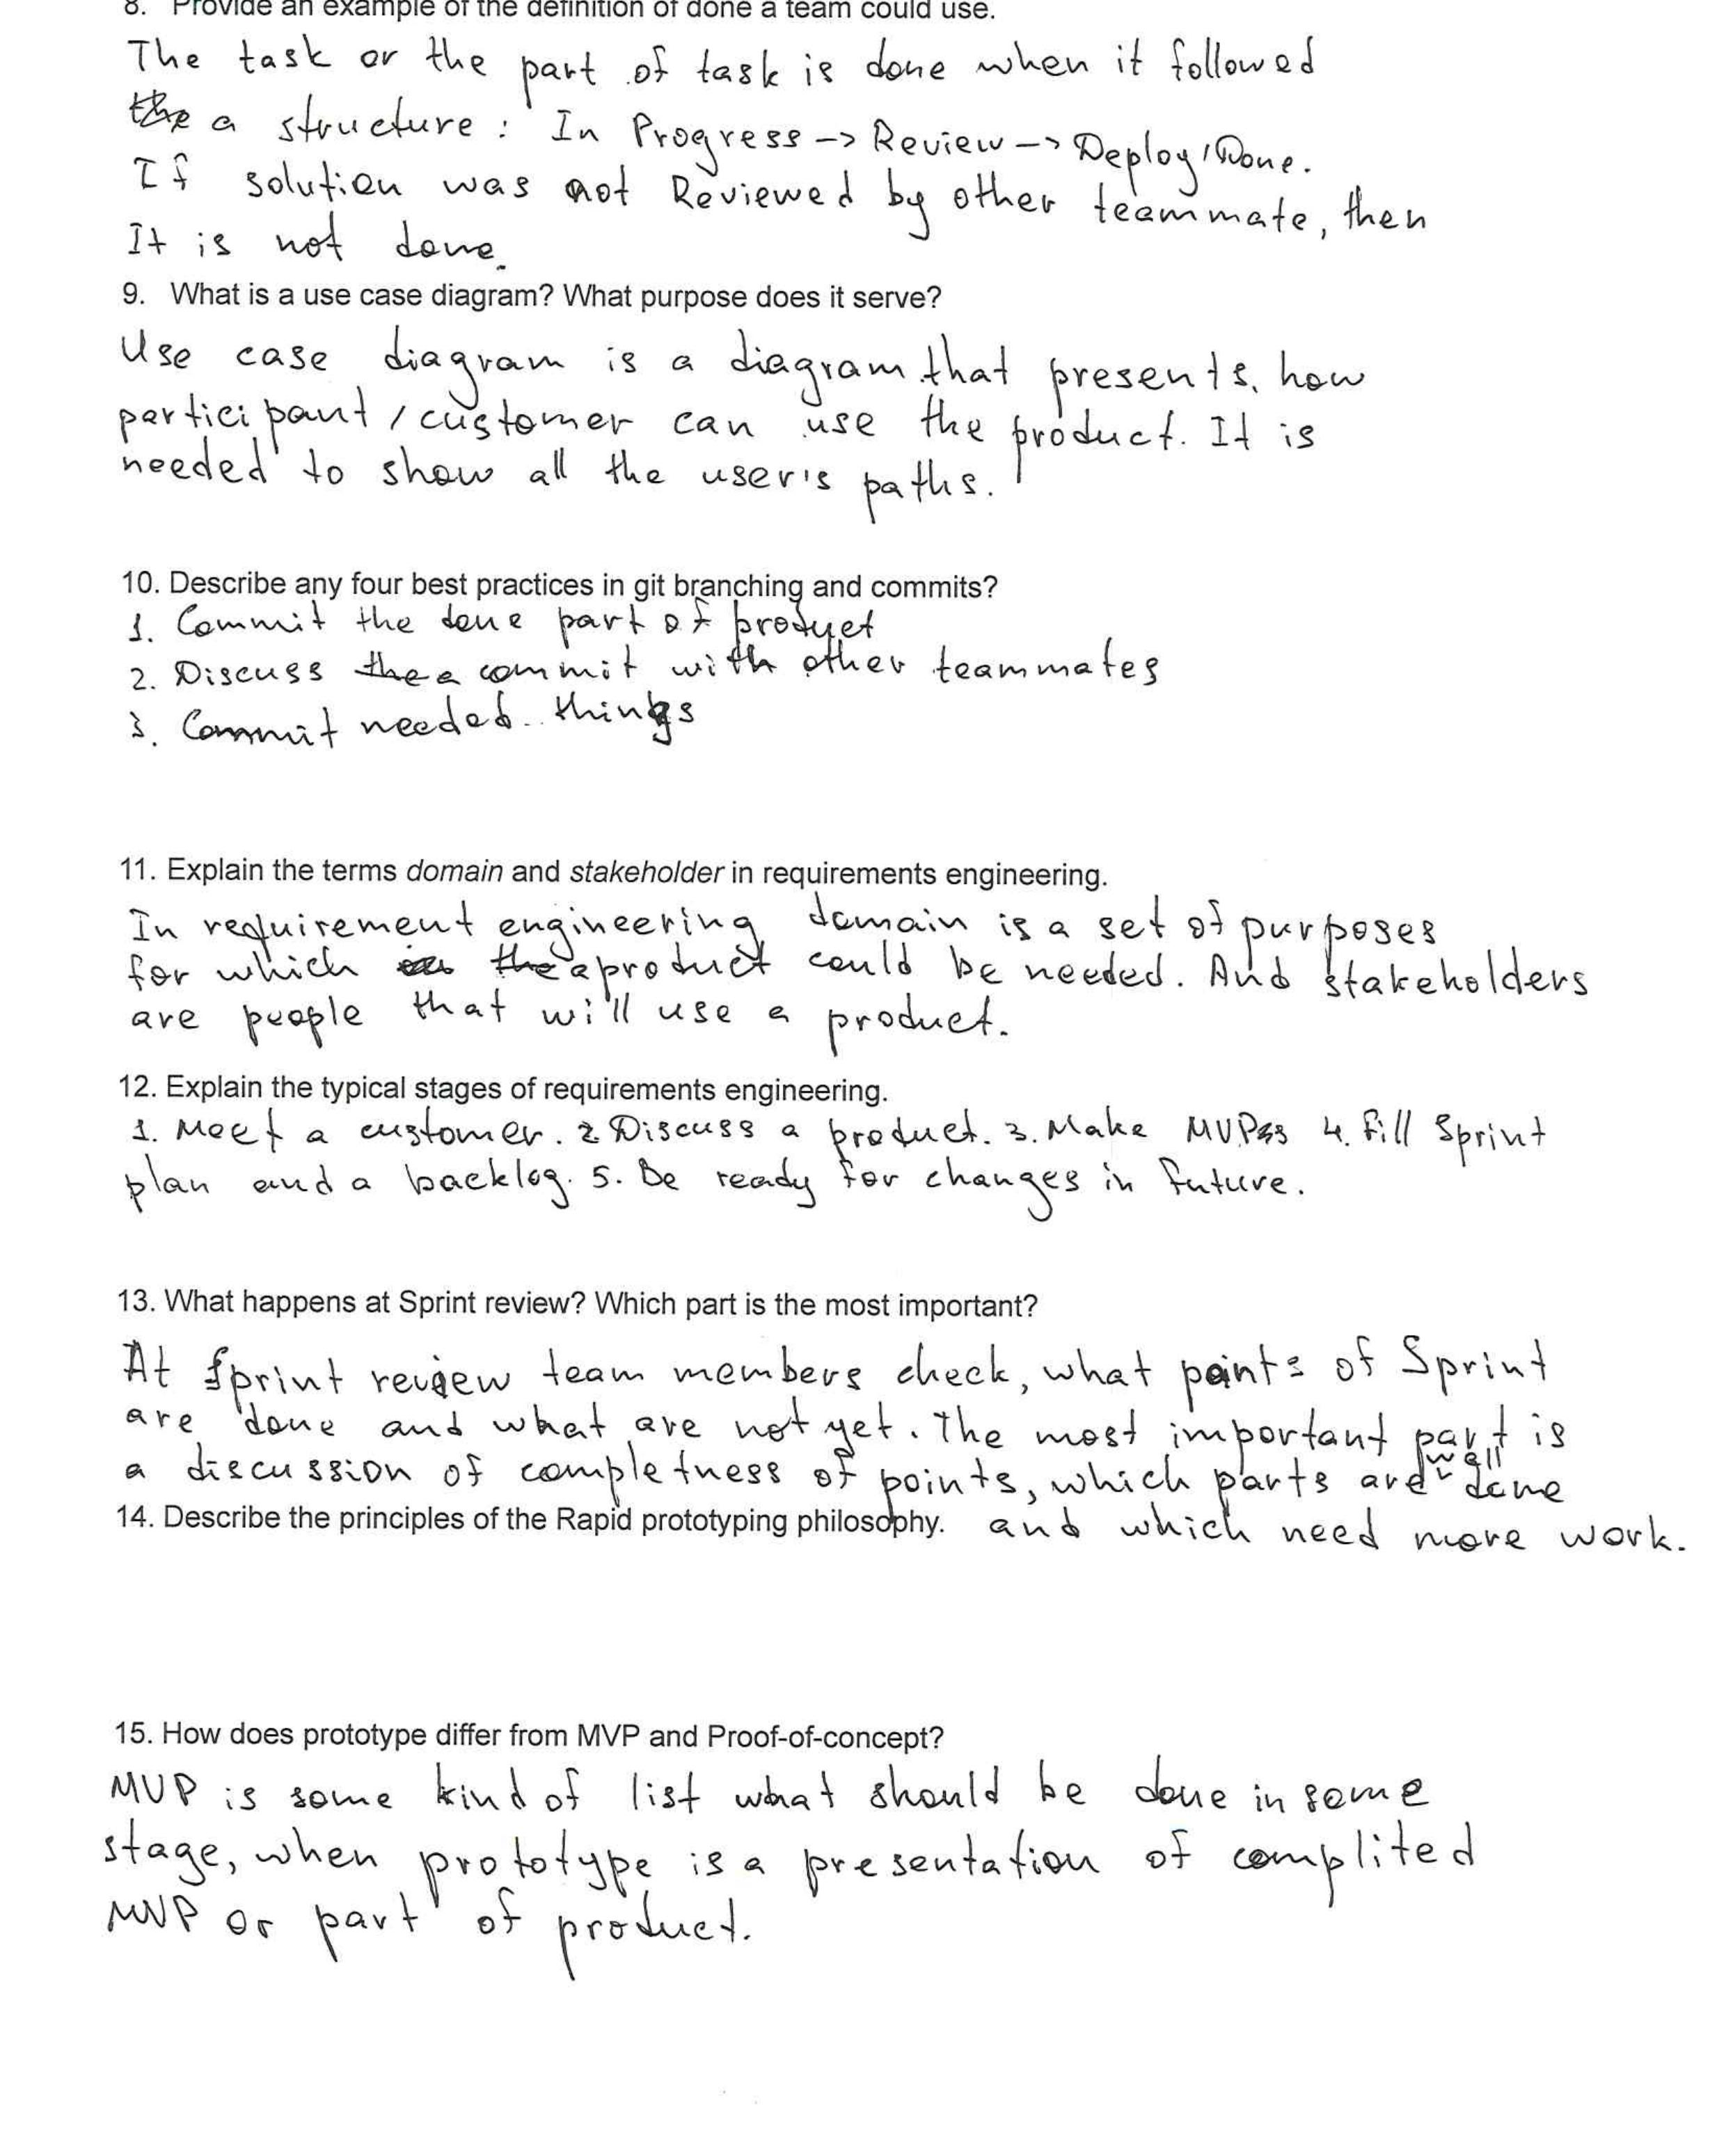 8. Provide an example of the definition of done a team could use.
The task or the part of task is done when it followed
the a structure: In Progress -> Review -> Deploy/Done.
If solution was not Reviewed by other teammate, then
It is not done.
9. What is a use case diagram? What purpose does it serve?
Use case diagram is a diagram that presents, how
participant/customer can use the product. It is
needed to show all the user's paths.
10. Describe any four best practices in git branching and commits?
1. Commit the done part of product
2. Discuss the a commit with other teammates
3. Commit needed things
11. Explain the terms domain and stakeholder in requirements engineering.
In requirement engineering domain is a set of purposes
for which the a product could be needed. And stakeholders
are people that will use a product.
12. Explain the typical stages of requirements engineering.
1. Meet a customer. 2. Discuss a product. 3. Make MVPs 4. Fill Sprint
plan and a backlog. 5. Be ready for changes in future.
13. What happens at Sprint review? Which part is the most important?
At Sprint review team members check, what points of Sprint
are done and what are not yet. The most important part is
a discussion of completness of points, which parts are well done
and which need more work.
14. Describe the principles of the Rapid prototyping philosophy.
15. How does prototype differ from MVP and Proof-of-concept?
MVP is some kind of list what should be done in some
stage, when prototype is a presentation of complited
MVP or part of product.